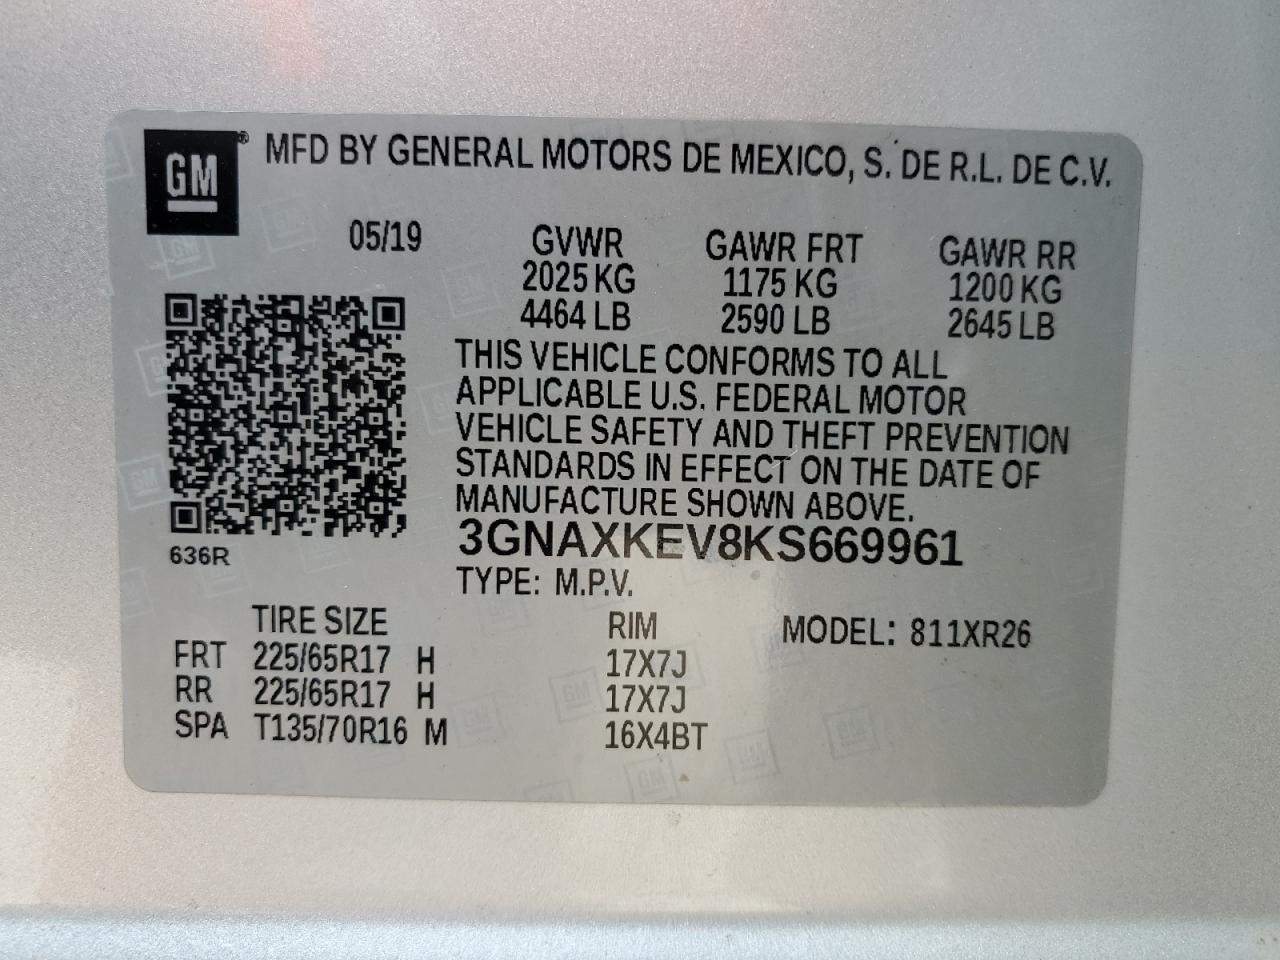 GM® MFD BY GENERAL MOTORS DE MEXICO, S. DE R.L. DE C.V.
05/19 GVWR GAWR FRT GAWR RR
2025 KG 1175 KG 1200 KG
4464 LB 2590 LB 2645 LB
THIS VEHICLE CONFORMS TO ALL
APPLICABLE U.S. FEDERAL MOTOR
VEHICLE SAFETY AND THEFT PREVENTION
STANDARDS IN EFFECT ON THE DATE OF
MANUFACTURE SHOWN ABOVE.
3GNAXKEV8KS669961
636R
TYPE: M.P.V.
TIRE SIZE RIM MODEL: 811XR26
FRT 225/65R17 H 17X7J
RR 225/65R17 H 17X7J
SPA T135/70R16 M 16X4BT